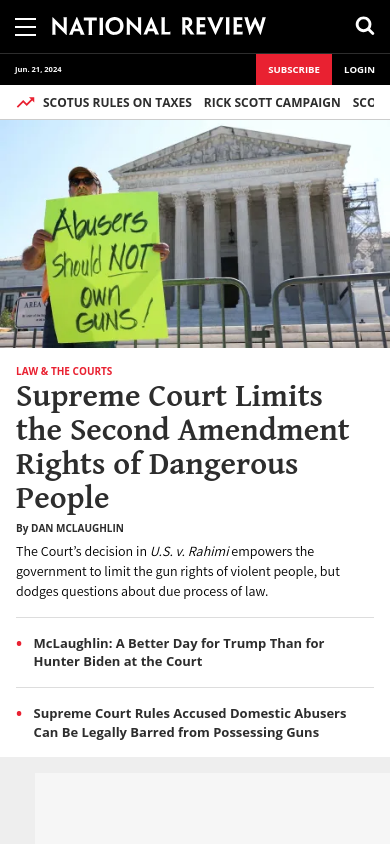 NATIONAL REVIEW
Jun. 21, 2024
SUBSCRIBE
LOGIN
SCOTUS RULES ON TAXES RICK SCOTT CAMPAIGN SCO
Abusers
should NOT
own
GUNS!
AREA
LAW & THE COURTS
Supreme Court Limits
the Second Amendment
Rights of Dangerous
People
By DAN MCLAUGHLIN
The Court’s decision in U.S. v. Rahimi empowers the
government to limit the gun rights of violent people, but
dodges questions about due process of law.
McLaughlin: A Better Day for Trump Than for
Hunter Biden at the Court
Supreme Court Rules Accused Domestic Abusers
Can Be Legally Barred from Possessing Guns